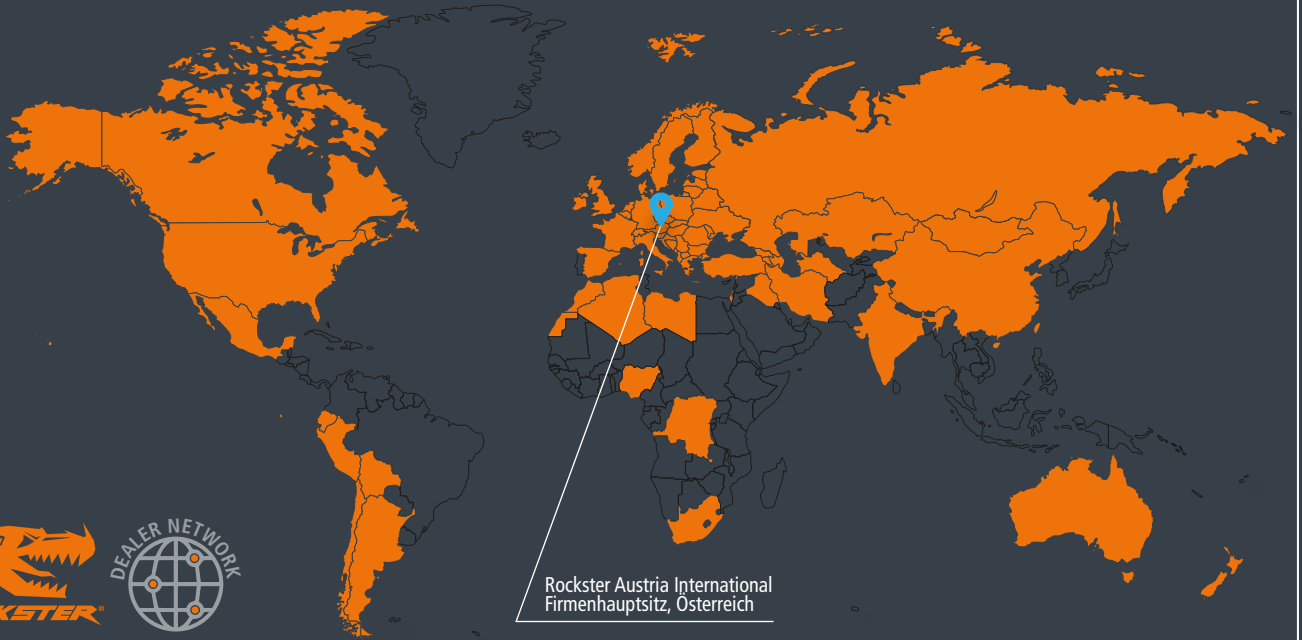 DEALER NETWORK
KSTER®
Rockster Austria International
Firmenhauptsitz, Österreich